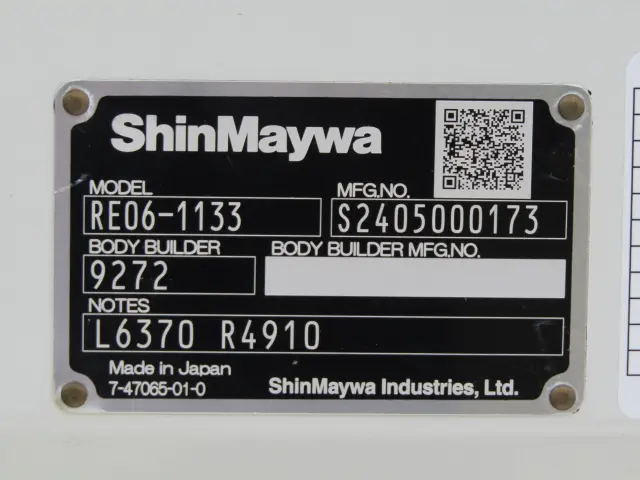 ShinMaywa
MODEL MFG.NO.
RE06-1133 S2405000173
BODY BUILDER BODY BUILDER MFG.NO.
9272
NOTES
L6370 R4910
Made in Japan
7-47065-01-0 ShinMaywa Industries, Ltd.